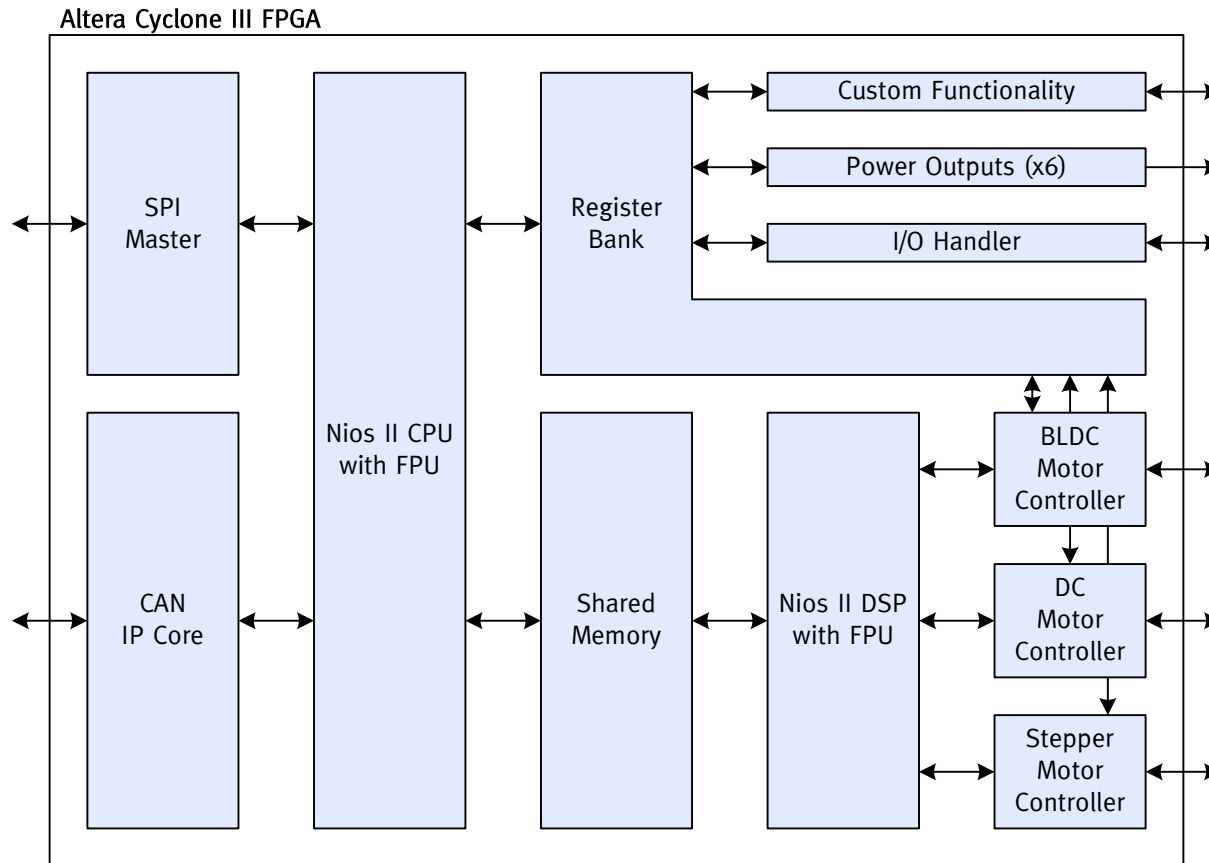 Altera Cyclone III FPGA
SPI
Master
CAN
IP Core
Nios II CPU
with FPU
Register
Bank
Custom Functionality
Power Outputs (x6)
I/O Handler
Shared
Memory
Nios II DSP
with FPU
BLDC
Motor
Controller
DC
Motor
Controller
Stepper
Motor
Controller